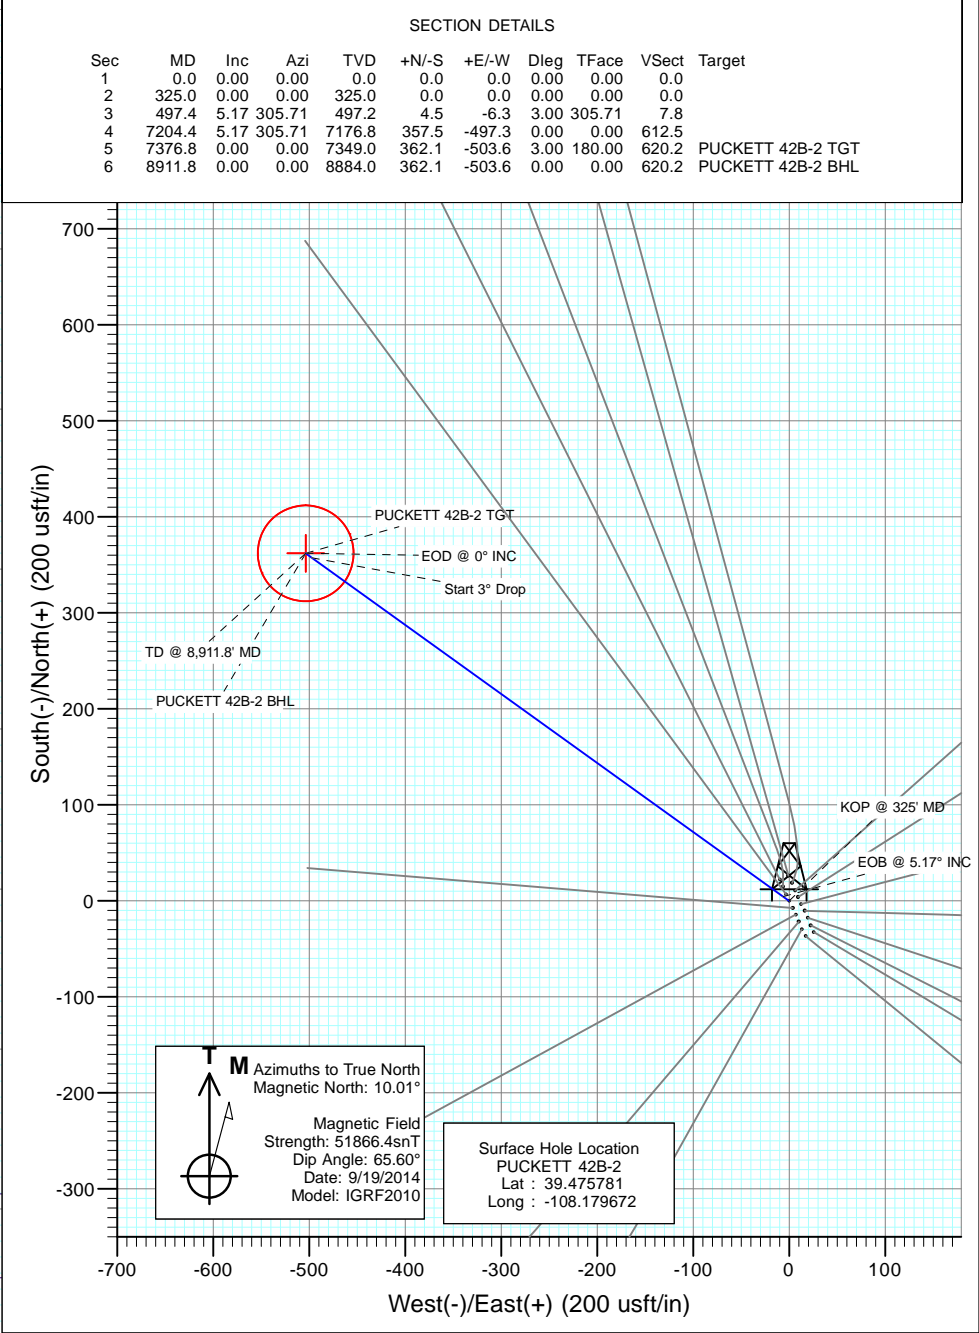 SECTION DETAILS
Sec MD Inc Azi TVD +N/-S +E/-W Dleg TFace VSect Target
1 0.0 0.00 0.00 0.0 0.0 0.0 0.00 0.00 0.0
2 325.0 0.00 0.00 325.0 0.0 0.0 0.00 0.00 0.0
3 497.4 5.17 305.71 497.2 4.5 -6.3 3.00 305.71 7.8
4 7204.4 5.17 305.71 7176.8 357.5 -497.3 0.00 0.00 612.5
5 7376.8 0.00 0.00 7349.0 362.1 -503.6 3.00 180.00 620.2 PUCKETT 42B-2 TGT
6 8911.8 0.00 0.00 8884.0 362.1 -503.6 0.00 0.00 620.2 PUCKETT 42B-2 BHL
700
600
500
400
300
200
100
0
-100
-200
-300
South(-)/North(+) (200 usft/in)
PUCKETT 42B-2 TGT
EOD @ 0° INC
Start 3° Drop
TD @ 8,911.8' MD
PUCKETT 42B-2 BHL
KOP @ 325' MD
EOB @ 5.17° INC
T
M
Azimuths to True North
Magnetic North: 10.01°
Magnetic Field
Strength: 51866.4snT
Dip Angle: 65.60°
Date: 9/19/2014
Model: IGRF2010
Surface Hole Location
PUCKETT 42B-2
Lat : 39.475781
Long : -108.179672
-700 -600 -500 -400 -300 -200 -100 0 100
West(-)/East(+) (200 usft/in)